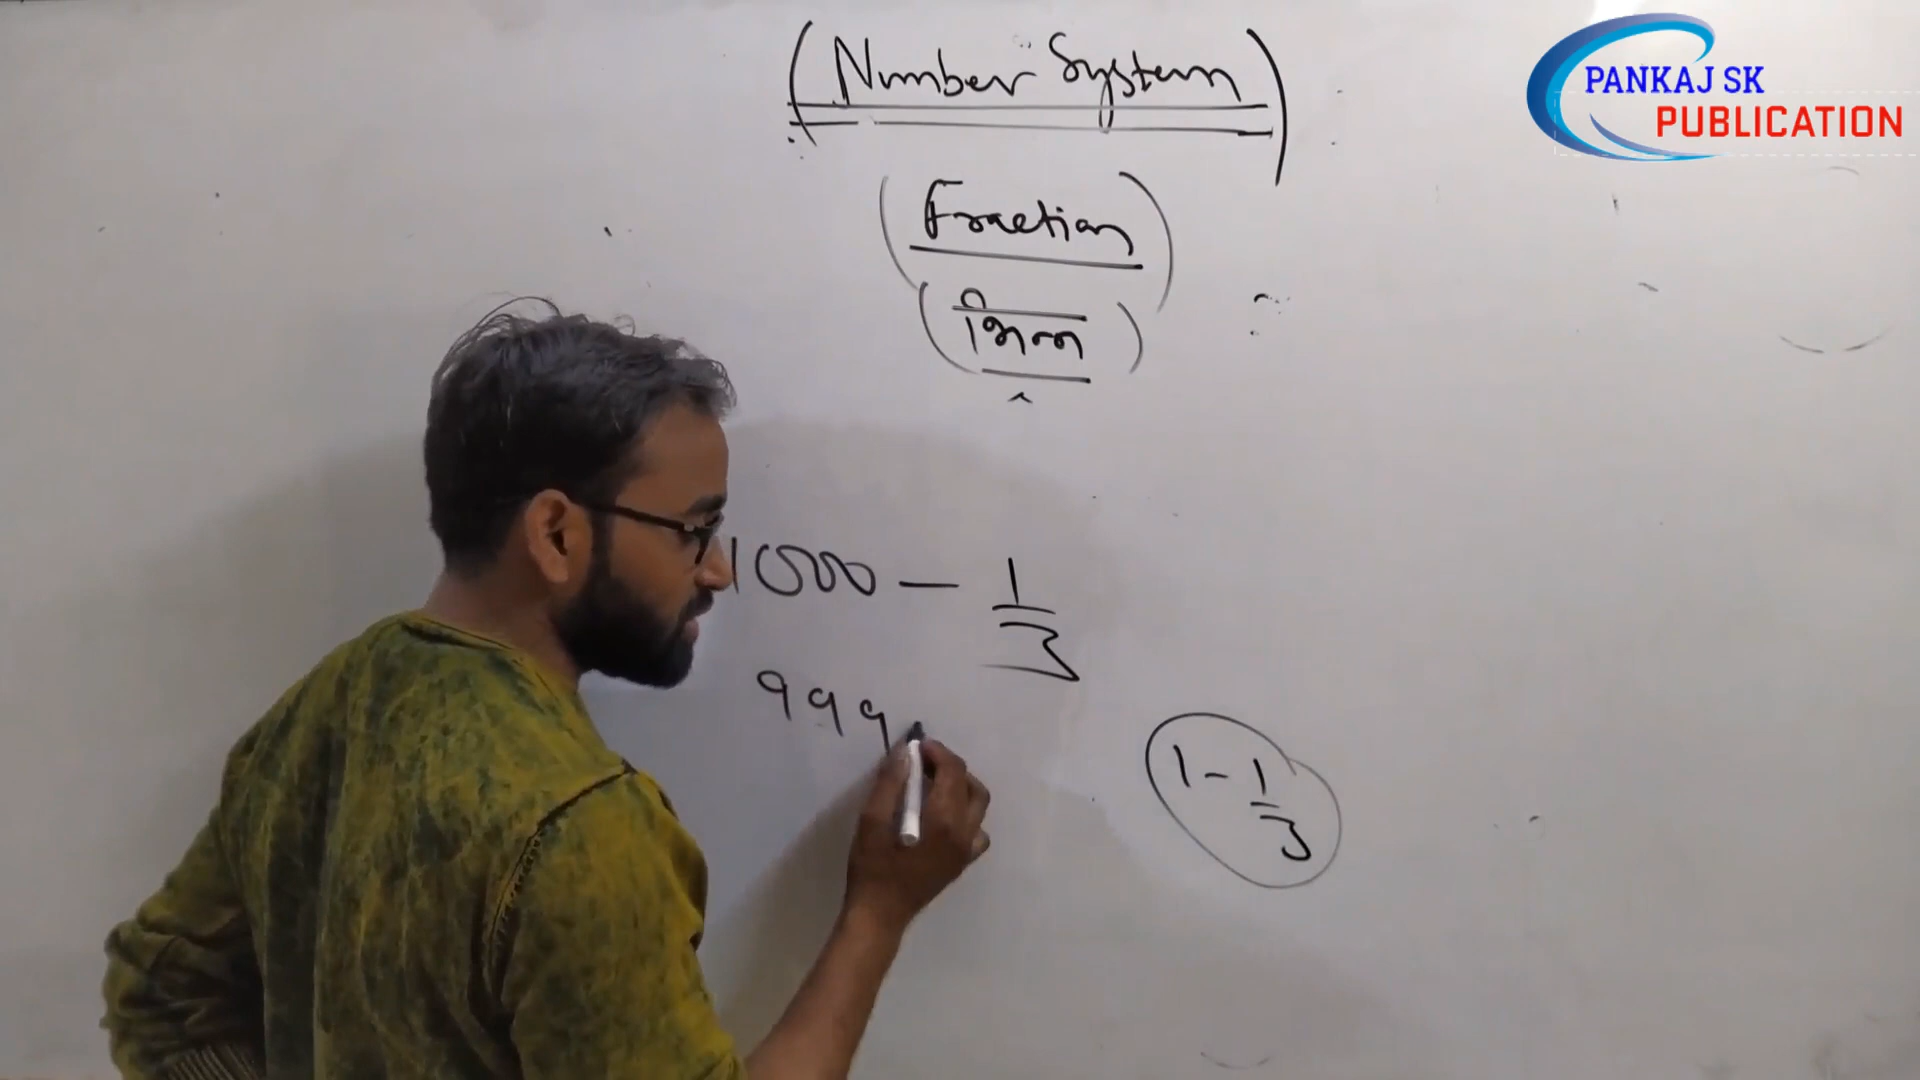 (Number System)
(Fraction)
(भिन्न)
1000 - 1/3
999
1 - 1/3
PANKAJ SK
PUBLICATION